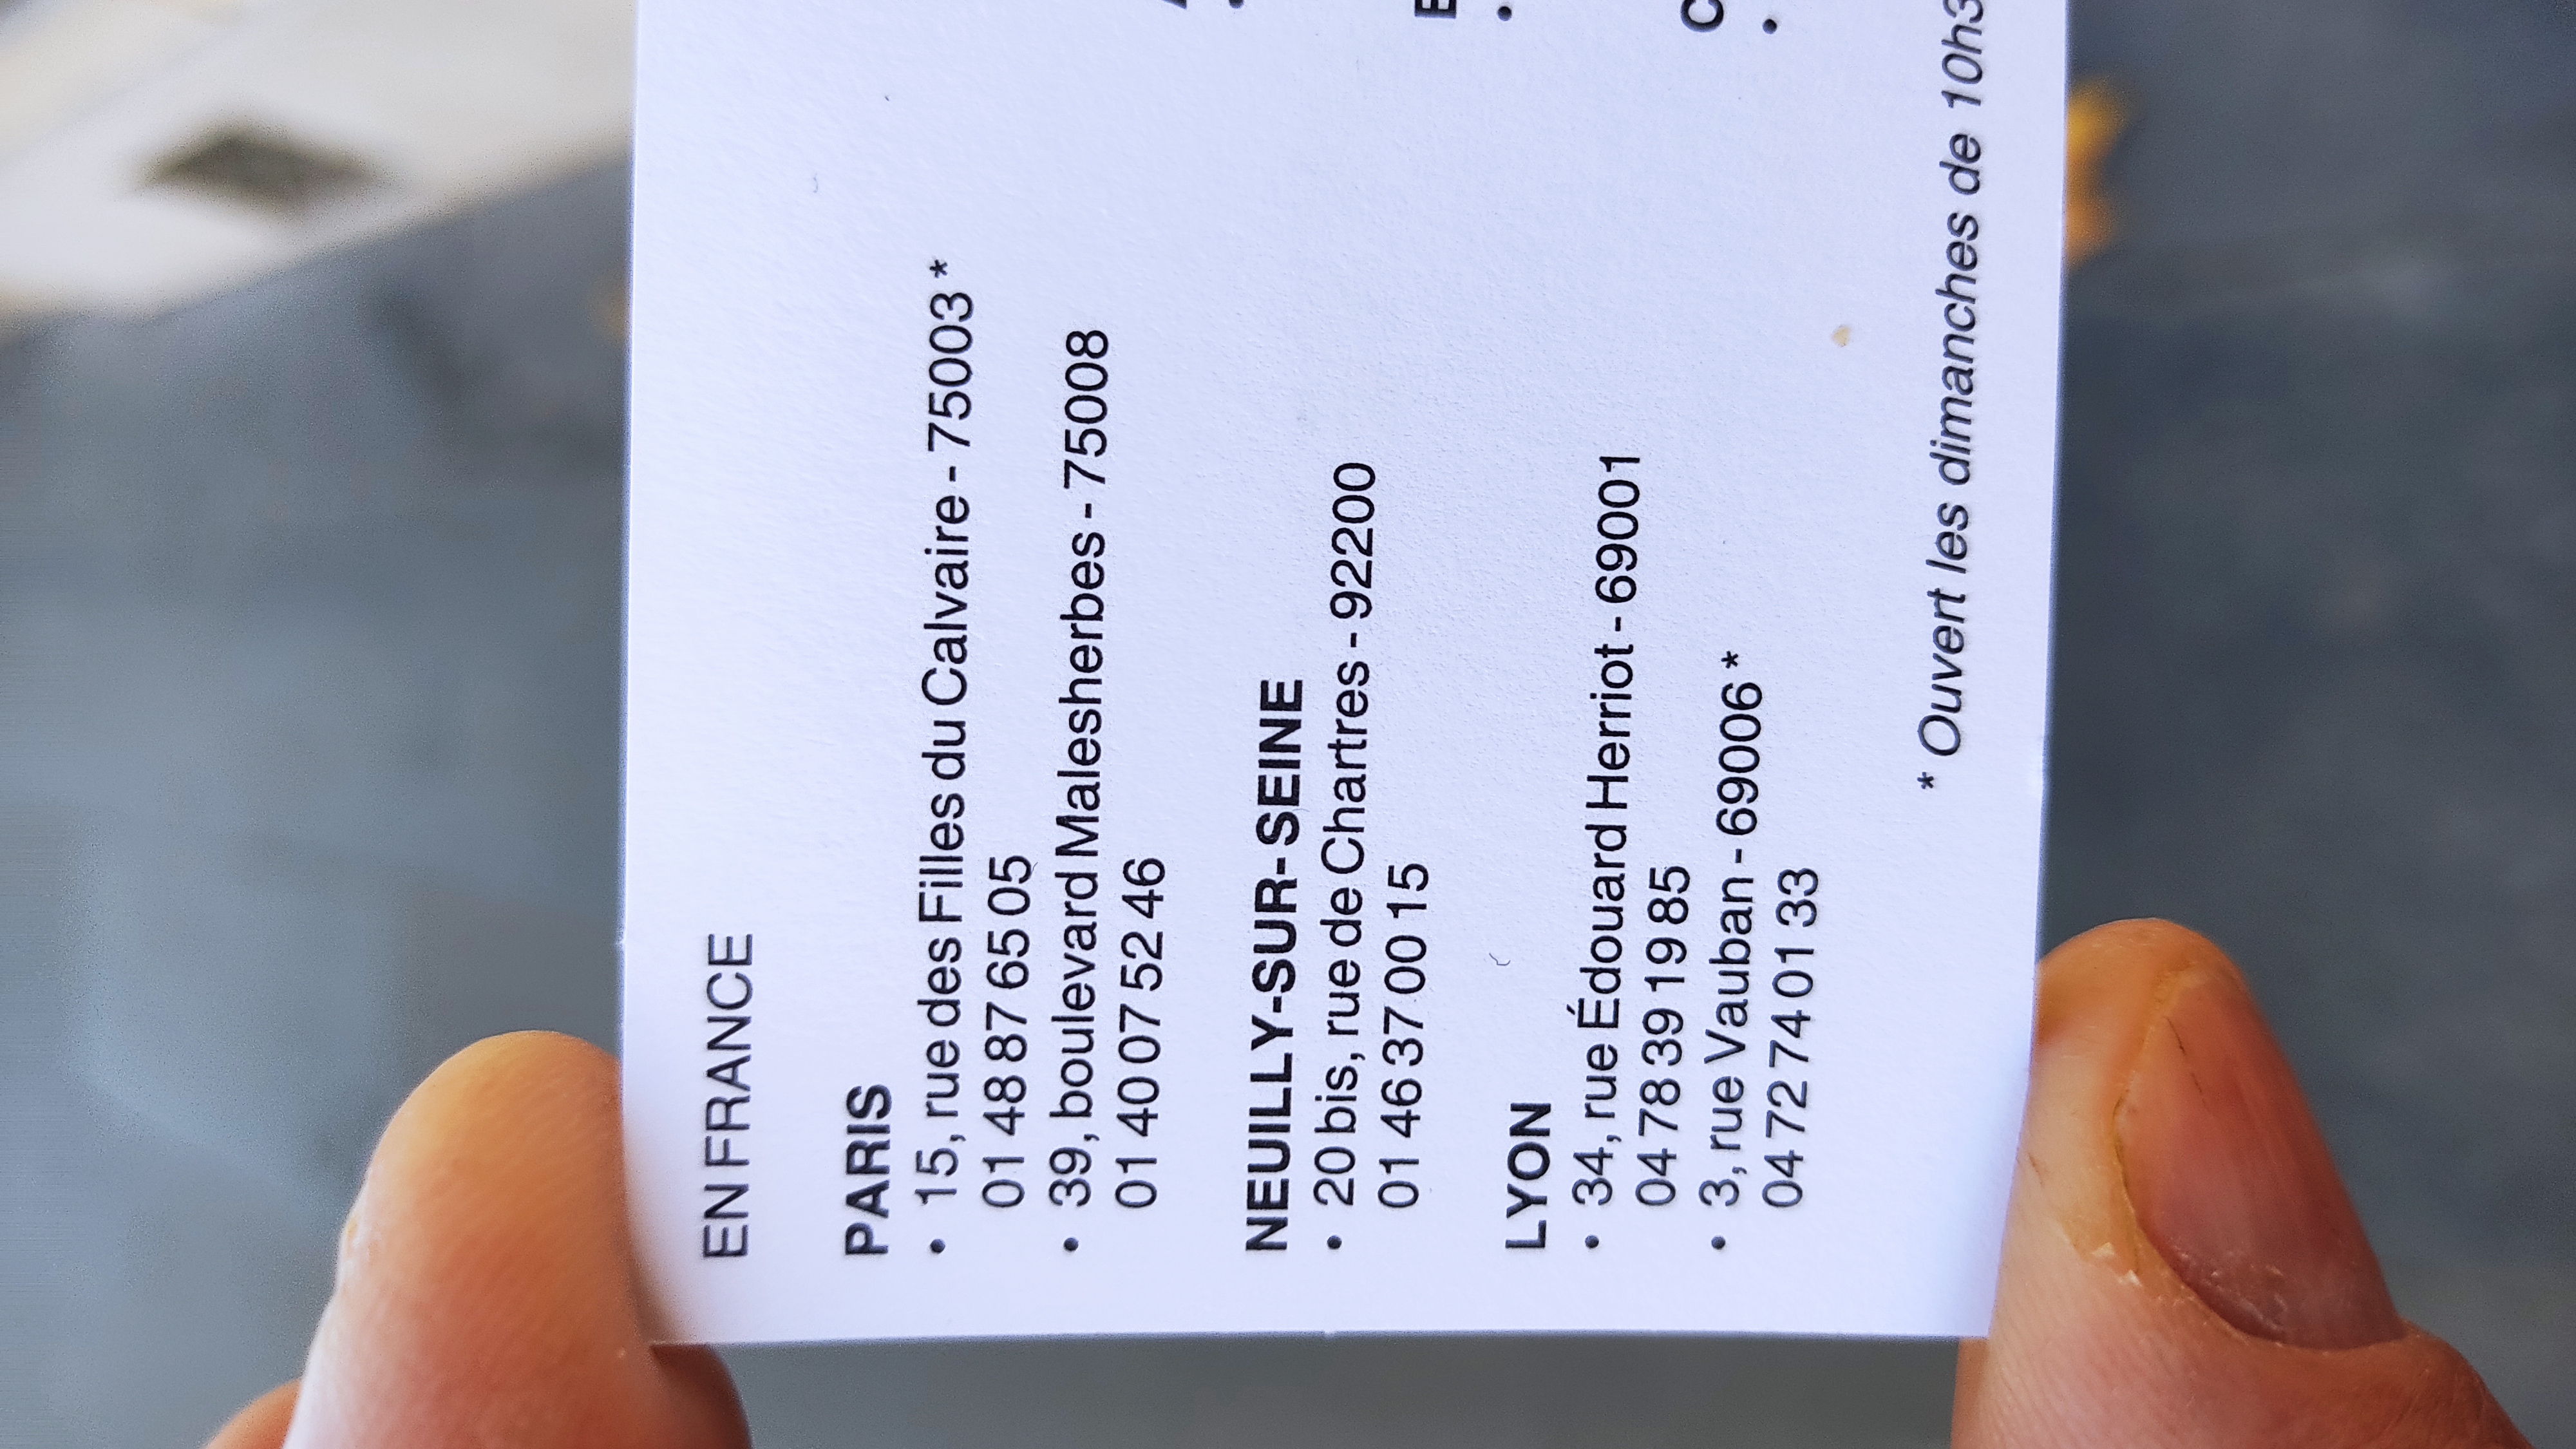 EN FRANCE
PARIS
• 15, rue des Filles du Calvaire - 75003 *
01 48 87 65 05
• 39, boulevard Malesherbes - 75008
01 40 07 52 46
NEUILLY-SUR-SEINE
• 20 bis, rue de Chartres - 92200
01 46 37 00 15
LYON
• 34, rue Édouard Herriot - 69001
04 78 39 19 85
• 3, rue Vauban - 69006 *
04 72 74 01 33
* Ouvert les dimanches de 10h3